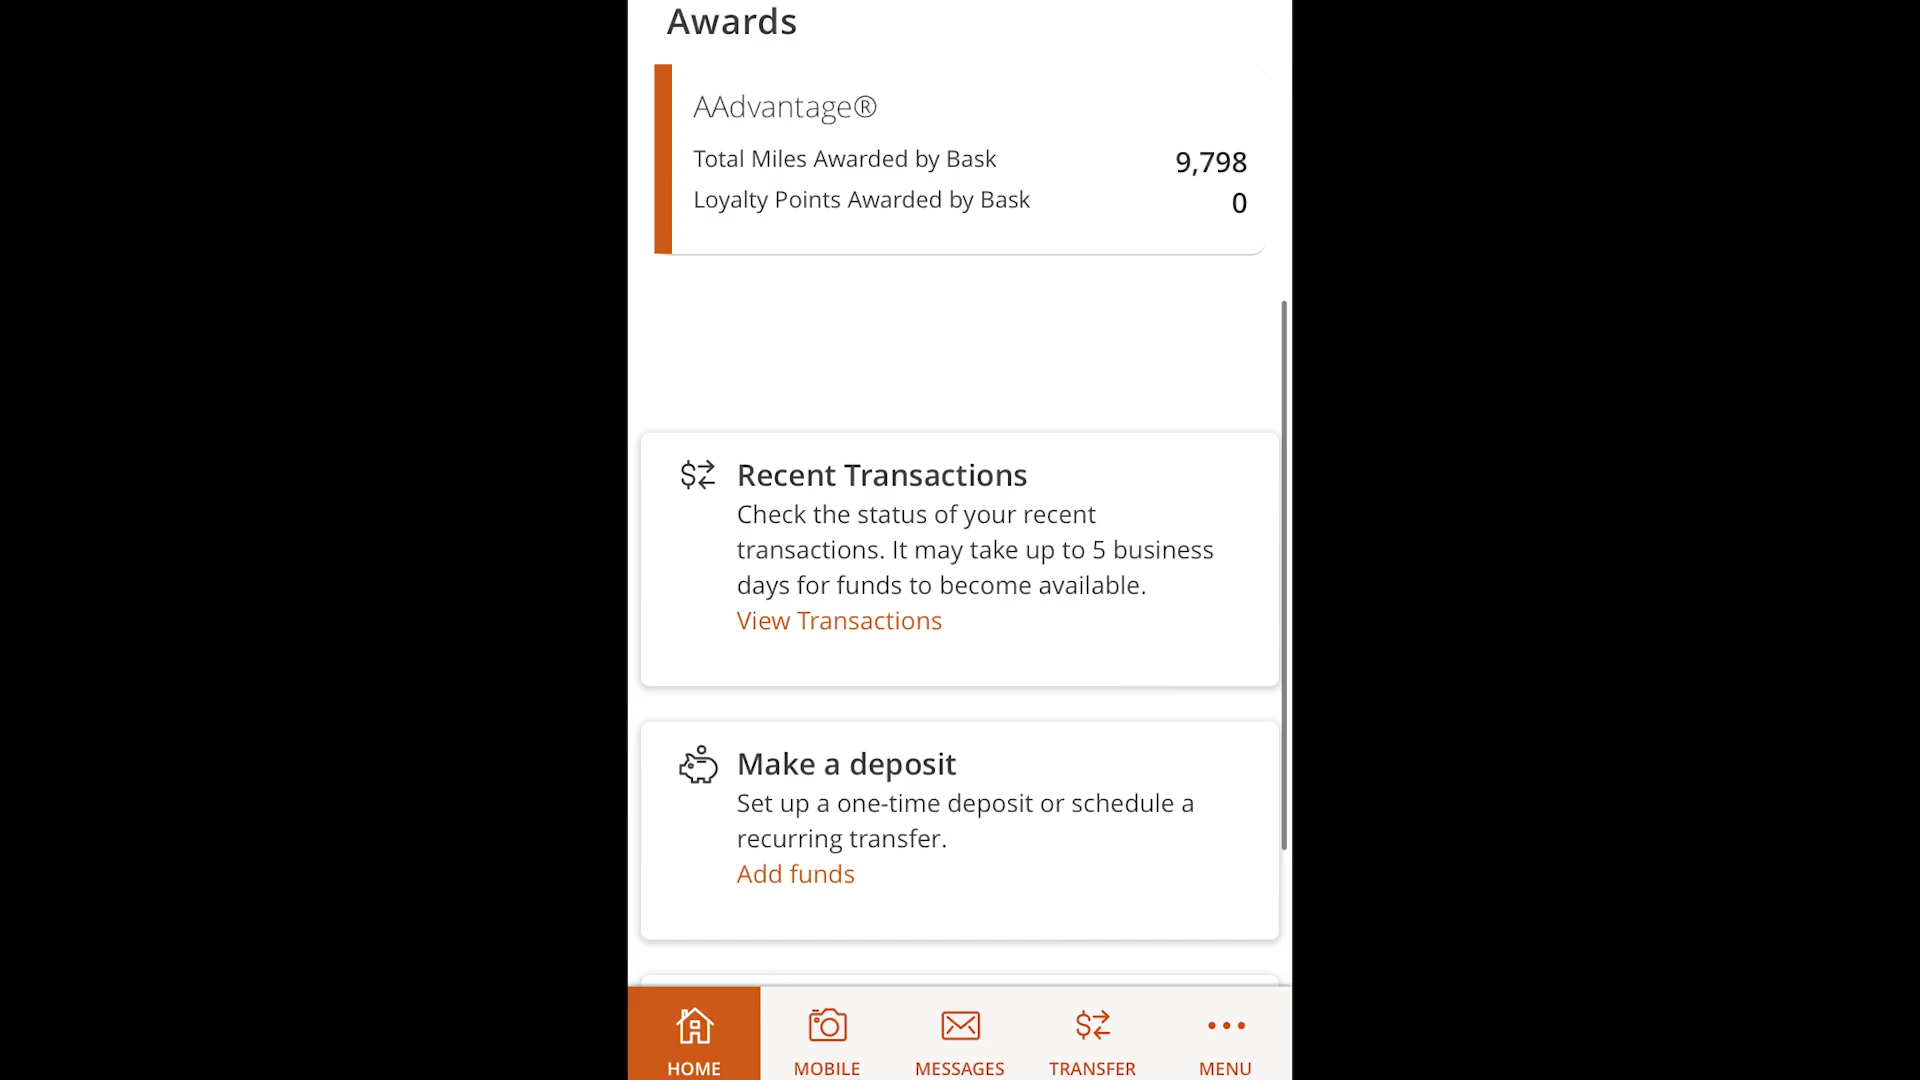 Awards
AAdvantage®
Total Miles Awarded by Bask 9,798
Loyalty Points Awarded by Bask 0
Recent Transactions
Check the status of your recent
transactions. It may take up to 5 business
days for funds to become available.
View Transactions
Make a deposit
Set up a one-time deposit or schedule a
recurring transfer.
Add funds
HOME MOBILE MESSAGES TRANSFER MENU